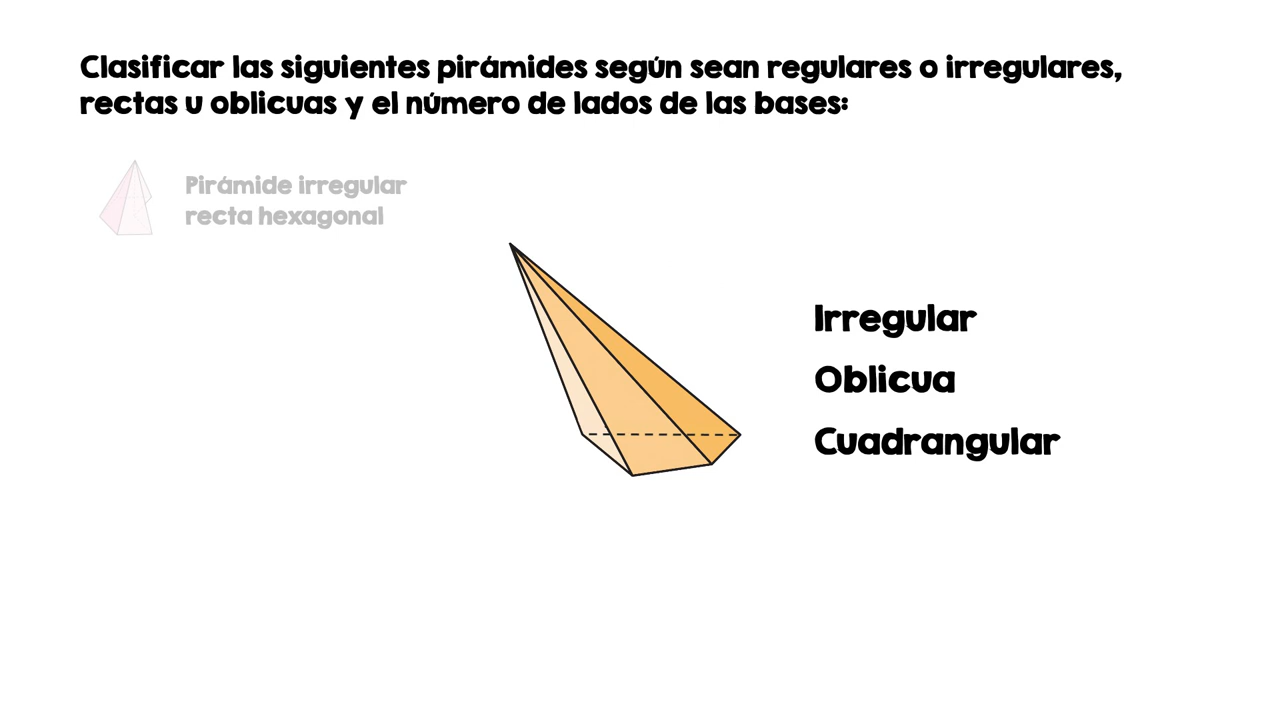 Clasificar las siguientes pirámides según sean regulares o irregulares,
rectas u oblicuas y el número de lados de las bases:
Pirámide irregular
recta hexagonal
Irregular
Oblicua
Cuadrangular